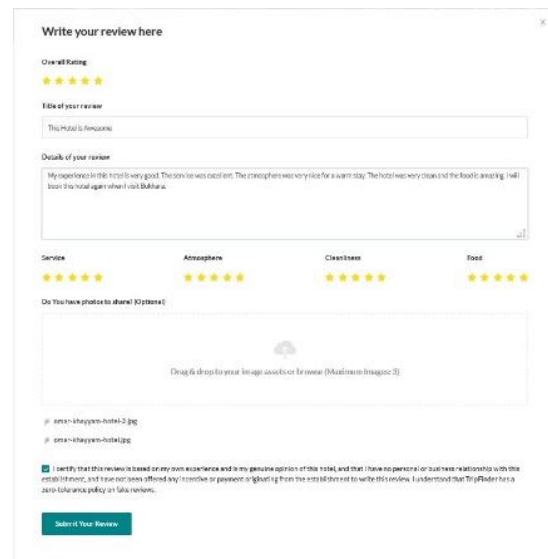 Write your review here
Overall Rating
Title of your review
This Hotel is Awesome
Details of your review
My experience in this hotel is very good. The service was excellent. The atmosphere was very nice for a warm stay. The hotel was very clean and the food is amazing. I will
book this hotel again when I visit Bukhara.
Service Atmosphere Cleanliness Food
Do You have photos to share? (Optional)
Drag & drop to your image assets or browse (Maximum Images: 3)
omar-khayyam-hotel-2.jpg
omar-khayyam-hotel.jpg
I certify that this review is based on my own experience and is my genuine opinion of this hotel, and that I have no personal or business relationship with this
establishment, and have not been offered any incentive or payment originating from the establishment to write this review. I understand that TripFinder has a
zero-tolerance policy on fake reviews.
Submit Your Review